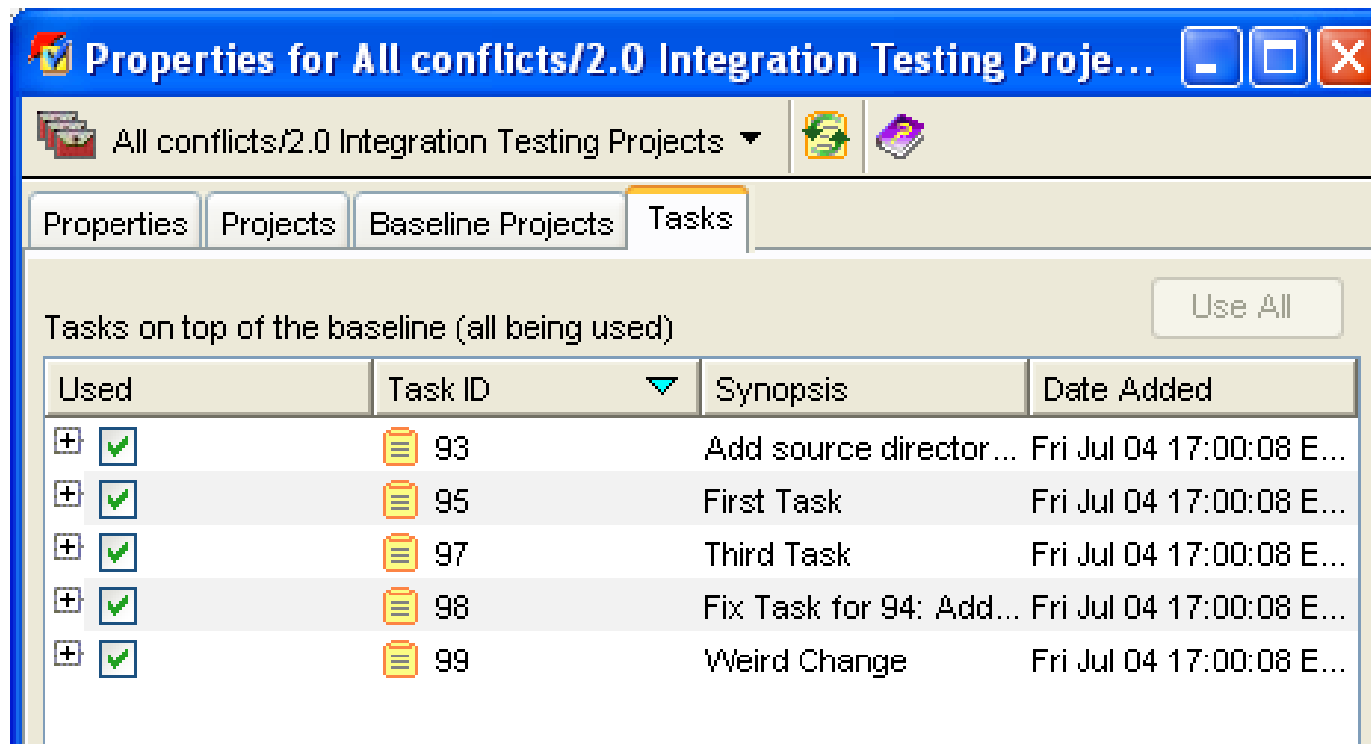 Properties for All conflicts/2.0 Integration Testing Proje...
All conflicts/2.0 Integration Testing Projects
Properties Projects Baseline Projects Tasks
Use All
Tasks on top of the baseline (all being used)
Used Task ID Synopsis Date Added
93 Add source director... Fri Jul 04 17:00:08 E...
95 First Task Fri Jul 04 17:00:08 E...
97 Third Task Fri Jul 04 17:00:08 E...
98 Fix Task for 94: Add... Fri Jul 04 17:00:08 E...
99 Weird Change Fri Jul 04 17:00:08 E...